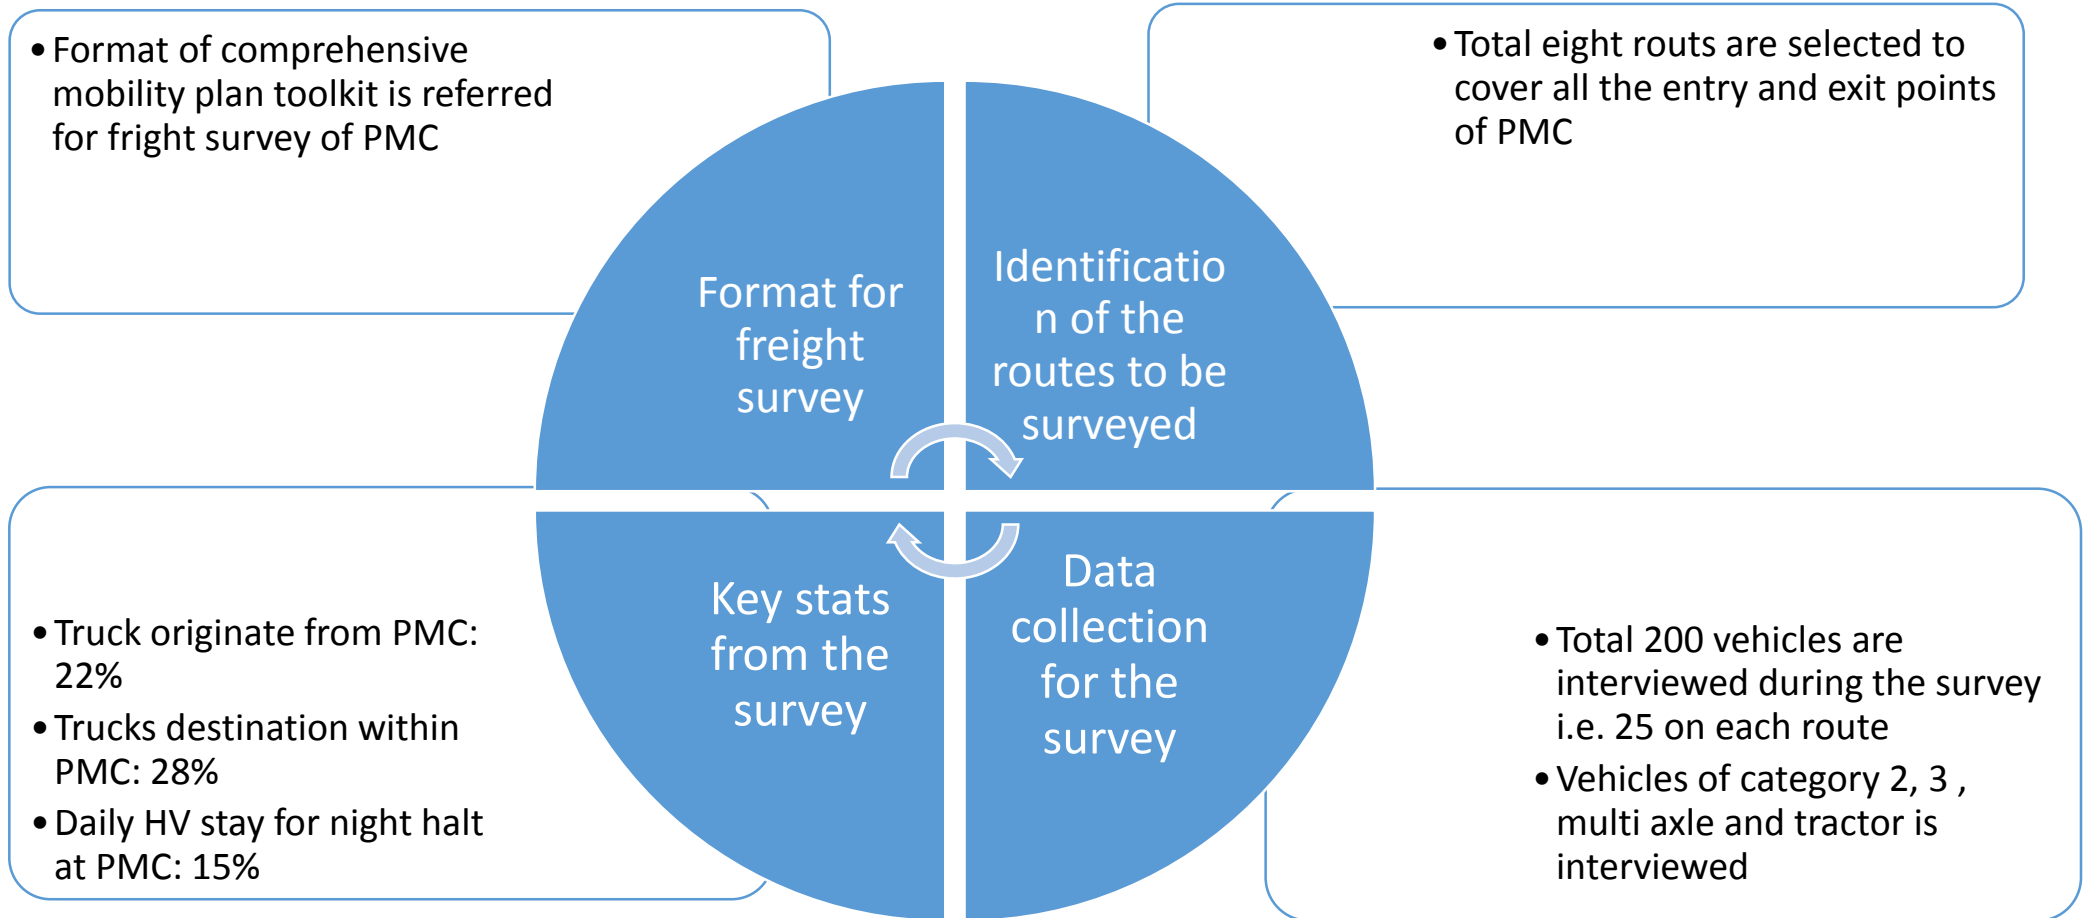 • Format of comprehensive
mobility plan toolkit is referred
for fright survey of PMC
• Total eight routs are selected to
cover all the entry and exit points
of PMC
Format for
freight
survey
Identificatio
n of the
routes to be
surveyed
Key stats
from the
survey
Data
collection
for the
survey
• Truck originate from PMC:
22%
• Trucks destination within
PMC: 28%
• Daily HV stay for night halt
at PMC: 15%
• Total 200 vehicles are
interviewed during the survey
i.e. 25 on each route
• Vehicles of category 2, 3 ,
multi axle and tractor is
interviewed